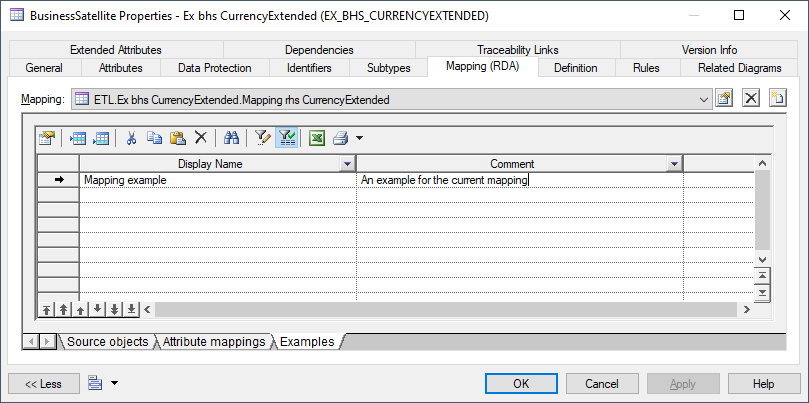 BusinessSatellite Properties - Ex bhs CurrencyExtended (EX_BHS_CURRENCYEXTENDED)
Extended Attributes Dependencies Traceability Links Version Info
General Attributes Data Protection Identifiers Subtypes Mapping (RDA) Definition Rules Related Diagrams
Mapping: ETL.Ex bhs CurrencyExtended.Mapping rhs CurrencyExtended
Display Name Comment
Mapping example An example for the current mapping
Source objects Attribute mappings Examples
<< Less OK Cancel Apply Help